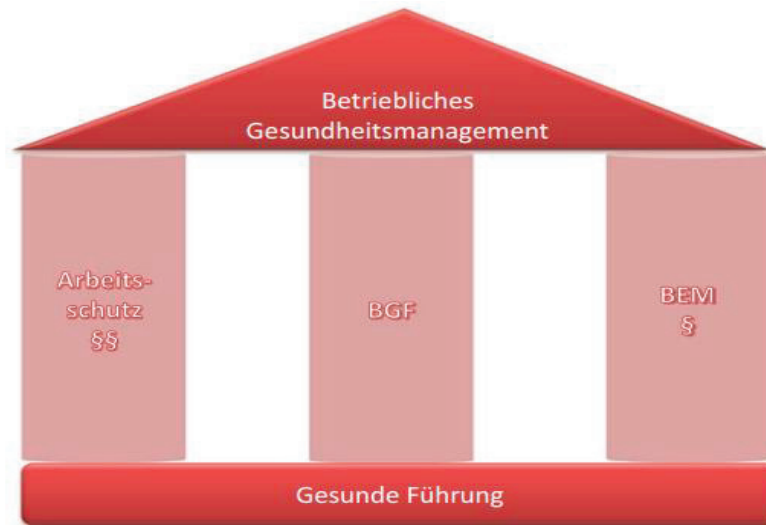 Betriebliches
Gesundheitsmanagement
Arbeits-
schutz
§§
BGF
BEM
§
Gesunde Führung